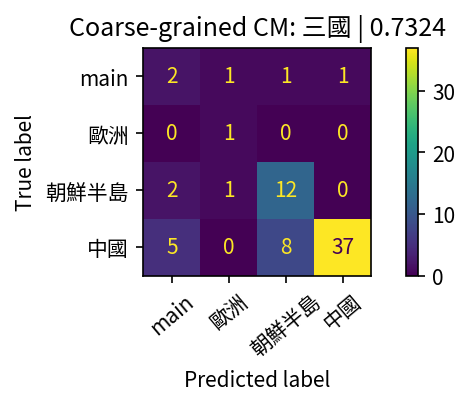 Coarse-grained CM: 三國 | 0.7324
True label
main 2 1 1 1
歐洲 0 1 0 0
朝鮮半島 2 1 12 0
中國 5 0 8 37
main 歐洲 朝鮮半島 中國
Predicted label
30
20
10
0